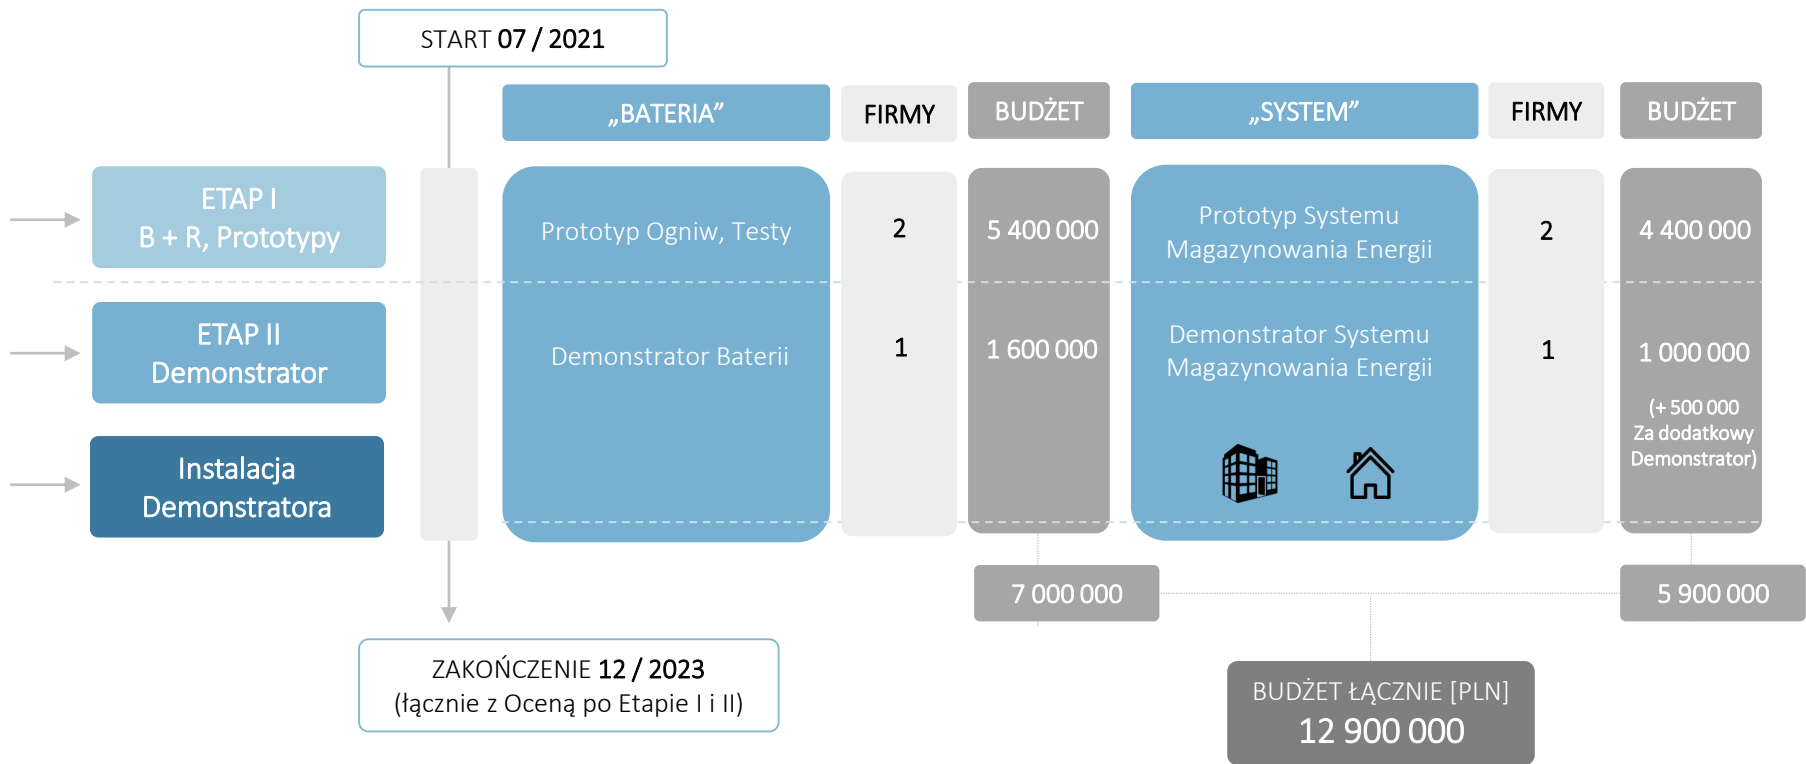 START 07 / 2021
„BATERIA”
FIRMY
BUDŻET
„SYSTEM”
FIRMY
BUDŻET
ETAP I
B + R, Prototypy
Prototyp Ogniw, Testy
2
5 400 000
Prototyp Systemu
Magazynowania Energii
2
4 400 000
ETAP II
Demonstrator
Demonstrator Baterii
1
1 600 000
Demonstrator Systemu
Magazynowania Energii
1
1 000 000
(+ 500 000
Za dodatkowy
Demonstrator)
Instalacja
Demonstratora
7 000 000
5 900 000
ZAKOŃCZENIE 12 / 2023
(łącznie z Oceną po Etapie I i II)
BUDŻET ŁĄCZNIE [PLN]
12 900 000